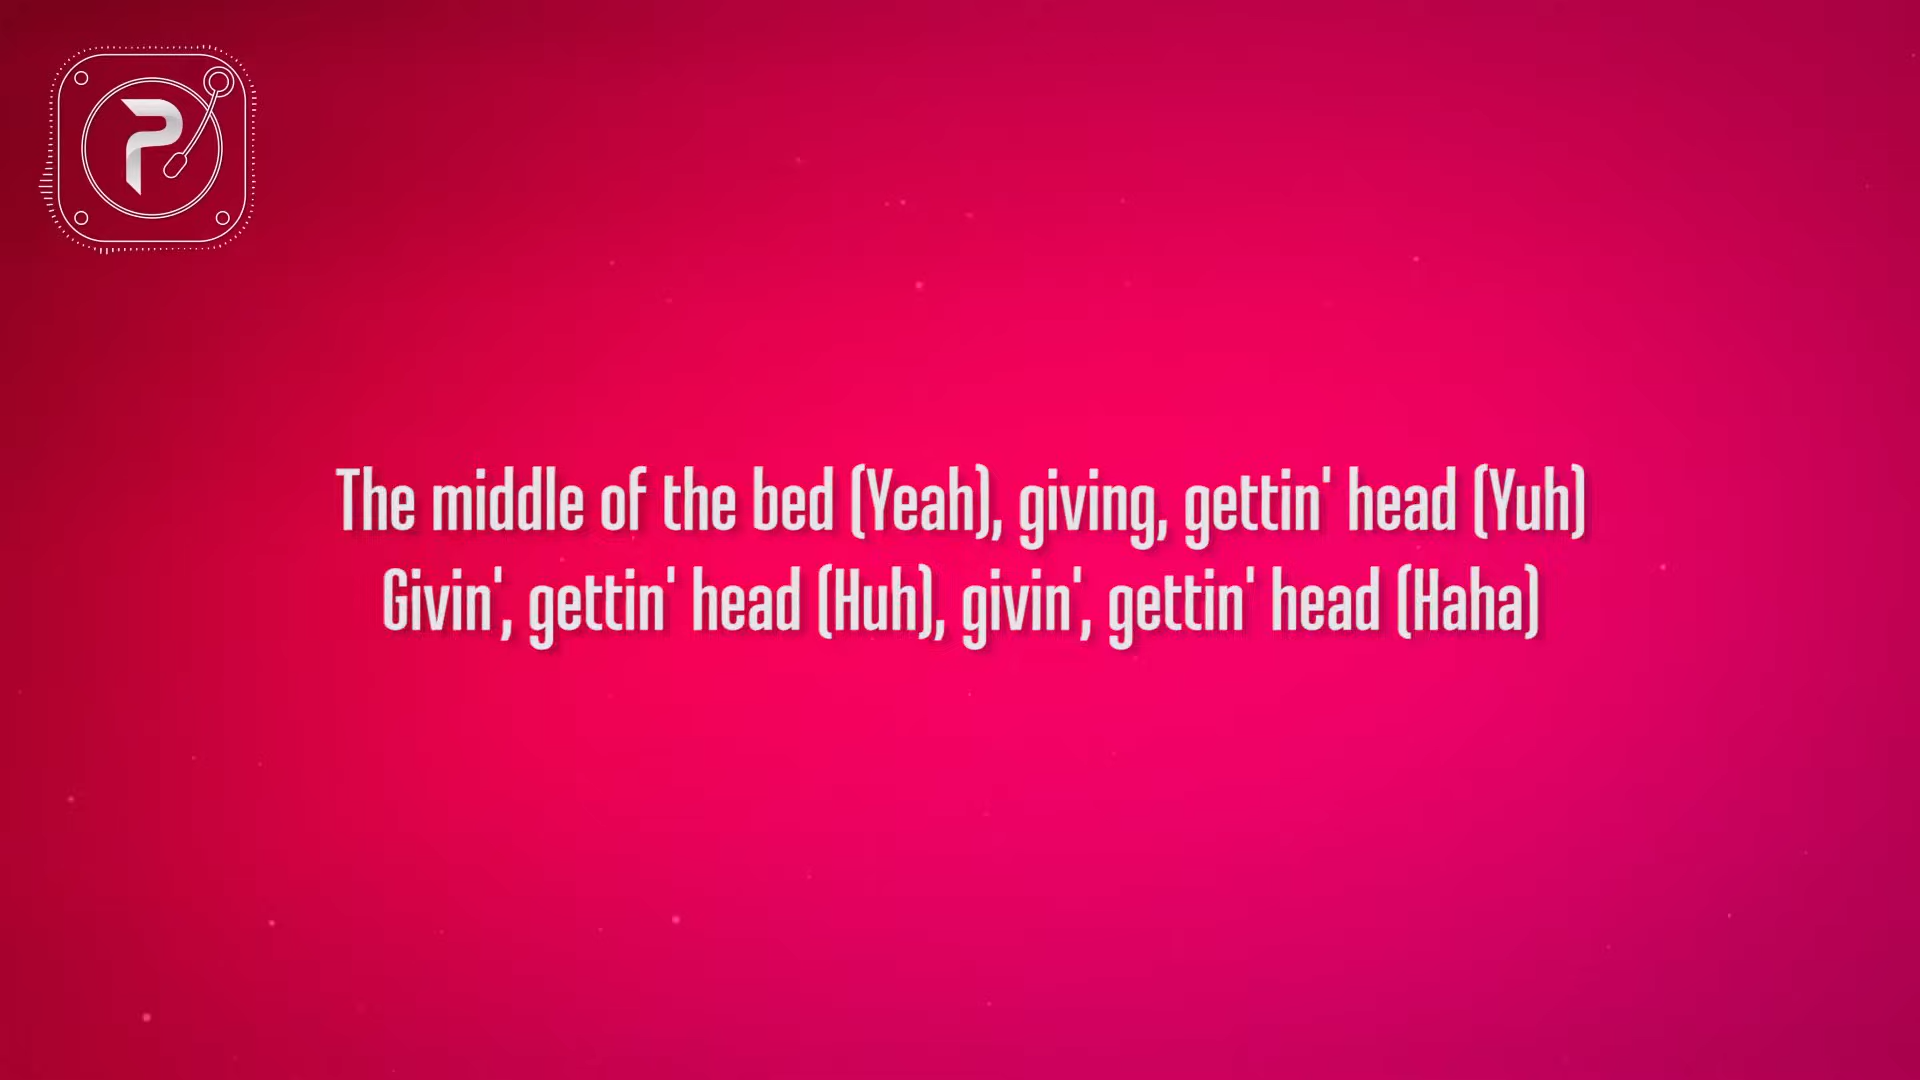 P
The middle of the bed (Yeah), giving, gettin' head (Yuh)
Givin', gettin' head (Huh), givin', gettin' head (Haha)